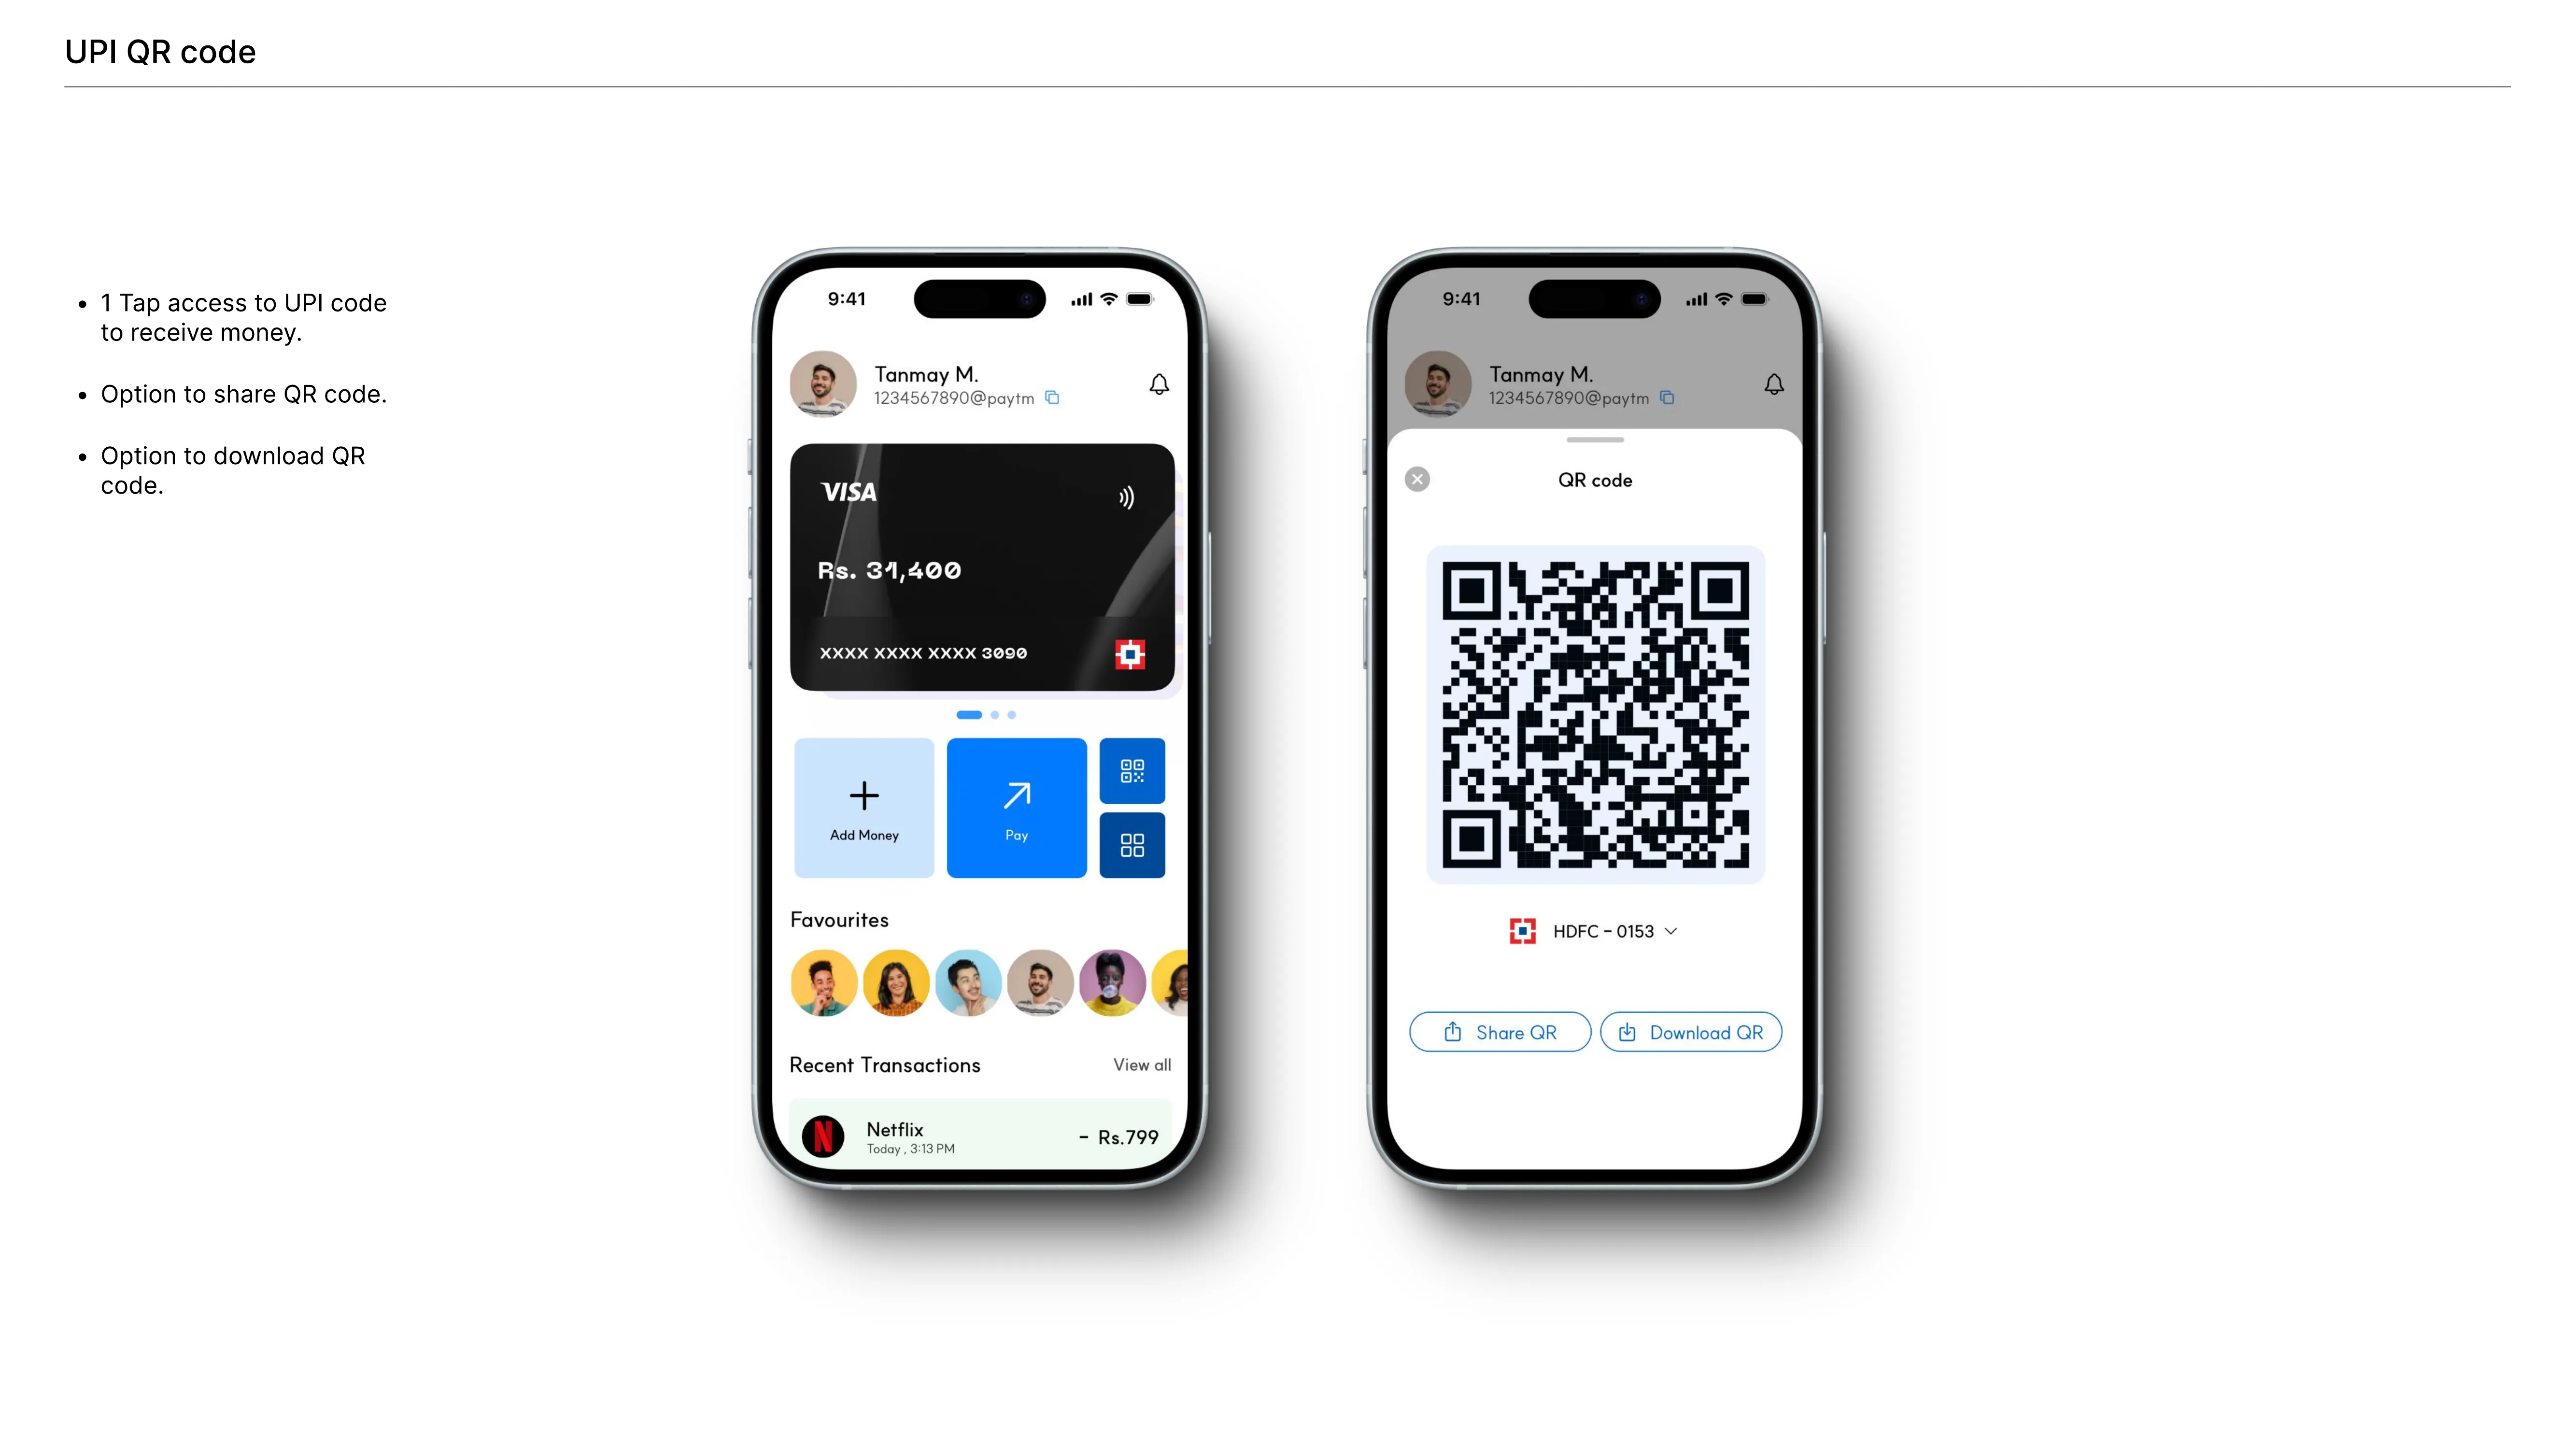 UPI QR code
1 Tap access to UPI code
to receive money.
Option to share QR code.
Option to download QR
code.
9:41
Tanmay M.
1234567890@paytm
VISA
Rs. 31,400
XXXX XXXX XXXX 3090
Add Money
Pay
Favourites
Recent Transactions View all
N
Netflix
Today , 3:13 PM
- Rs.799
9:41
Tanmay M.
1234567890@paytm
QR code
HDFC - 0153
Share QR
Download QR